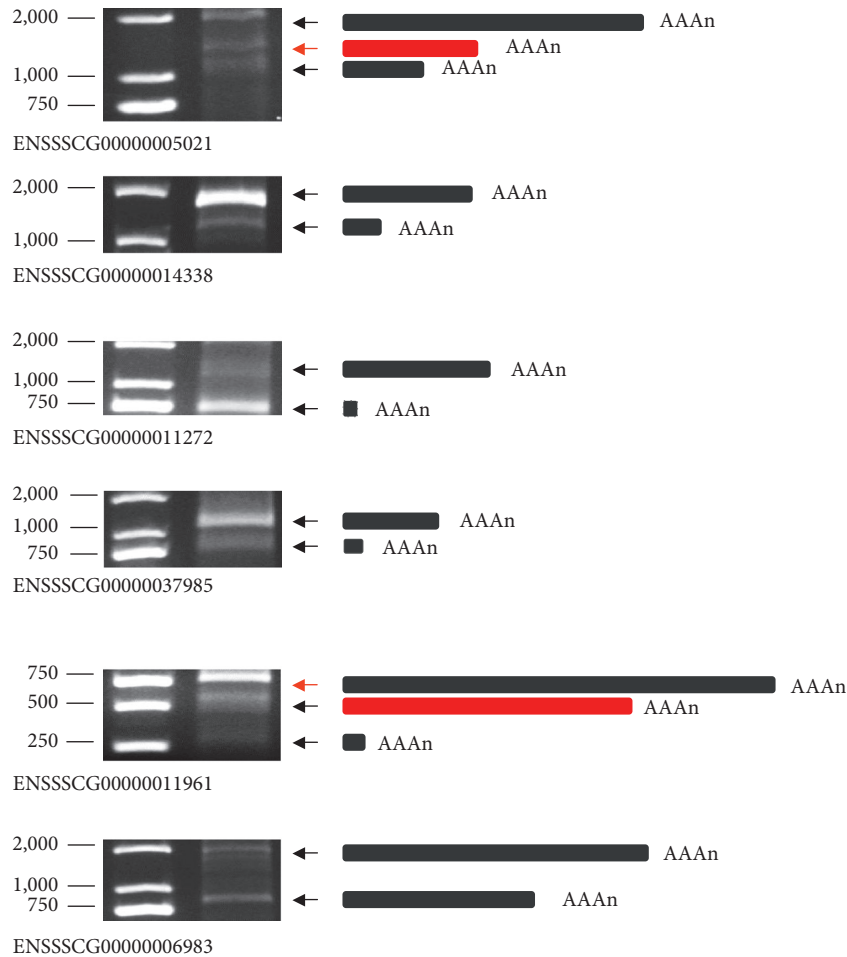 2,000 AAAn
AAAn
1,000 AAAn
750
ENSSSCG00000005021
2,000 AAAn
AAAn
1,000
ENSSSCG00000014338
2,000
AAAn
1,000
750 AAAn
ENSSSCG00000011272
2,000
1,000 AAAn
750 AAAn
ENSSSCG00000037985
750 AAAn
500 AAAn
250 AAAn
ENSSSCG00000011961
2,000 AAAn
1,000
750 AAAn
ENSSSCG00000006983